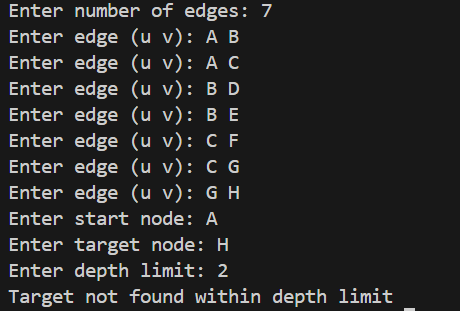 Enter number of edges: 7
Enter edge (u v): A B
Enter edge (u v): A C
Enter edge (u v): B D
Enter edge (u v): B E
Enter edge (u v): C F
Enter edge (u v): C G
Enter edge (u v): G H
Enter start node: A
Enter target node: H
Enter depth limit: 2
Target not found within depth limit